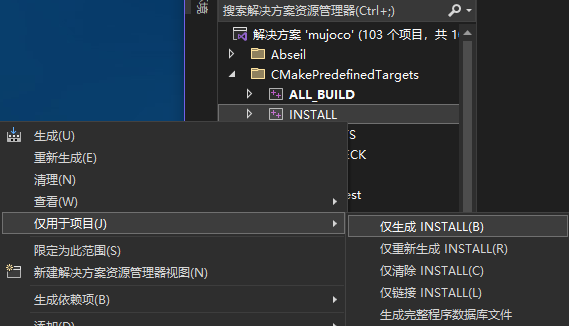 搜索解决方案资源管理器(Ctrl+;)
解决方案 'mujoco' (103 个项目，共 10
Abseil
CMakePredefinedTargets
ALL_BUILD
INSTALL
TS
ECK
est
生成(U)
重新生成(E)
清理(N)
查看(W)
仅用于项目(J)
限定为此范围(S)
新建解决方案资源管理器视图(N)
生成依赖项(B)
添加(D)
仅生成 INSTALL(B)
仅重新生成 INSTALL(R)
仅清除 INSTALL(C)
仅链接 INSTALL(L)
生成完整程序数据库文件